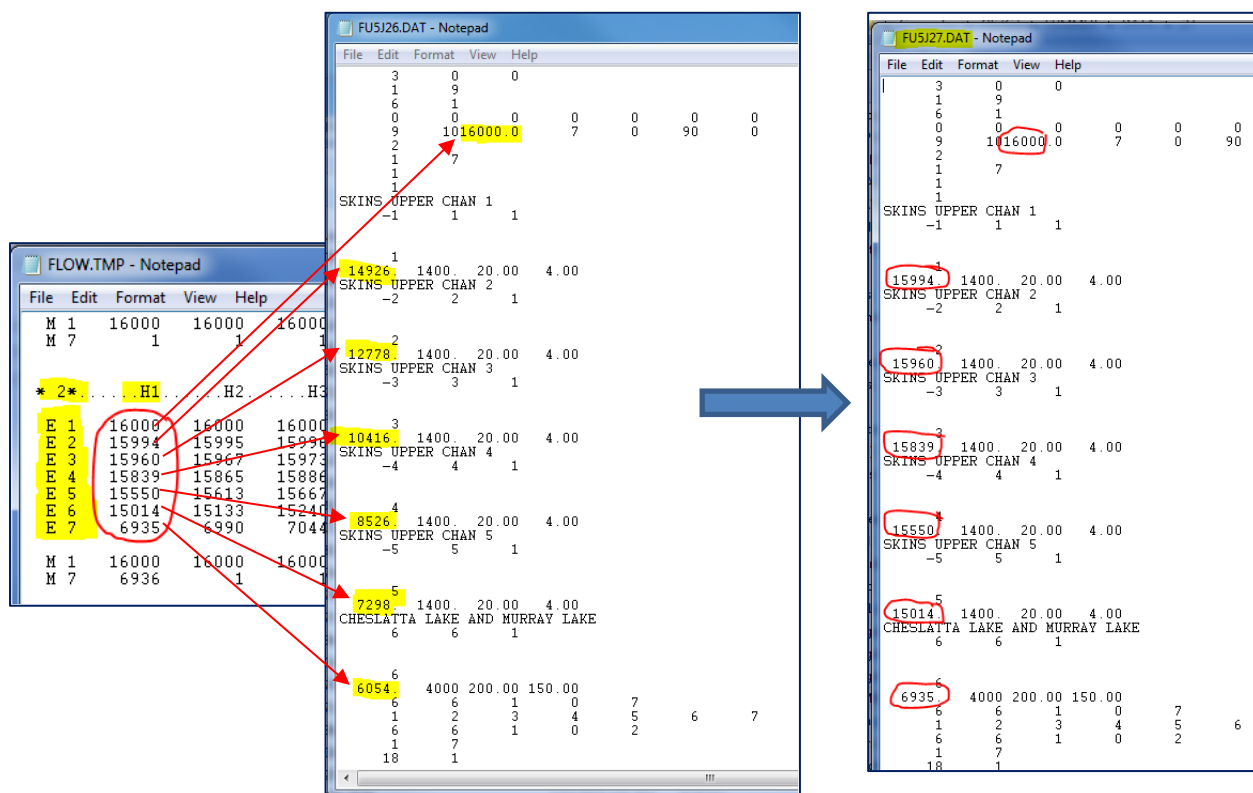 FLOW.TMP - Notepad
File Edit Format View Help
M 1 16000 16000 16000
M 7 1 1 1
* 2*.......H1.......H2.......H3
E 1 16000 16000 16000
E 2 15994 15995 15996
E 3 15960 15967 15973
E 4 15839 15865 15886
E 5 15550 15613 15667
E 6 15014 15133 15240
E 7 6935 6990 7044
M 1 16000 16000 16000
M 7 6936 1 1
FU5J26.DAT - Notepad
File Edit Format View Help
3 0 0
1 9
6 1
0 0 0 0 0 0 0
9 1016000.0 7 0 90 0
2
1 7
1
1
SKINS UPPER CHAN 1
-1 1 1
1
14926. 1400. 20.00 4.00
SKINS UPPER CHAN 2
-2 2 1
2
12778. 1400. 20.00 4.00
SKINS UPPER CHAN 3
-3 3 1
3
10416. 1400. 20.00 4.00
SKINS UPPER CHAN 4
-4 4 1
4
8526. 1400. 20.00 4.00
SKINS UPPER CHAN 5
-5 5 1
5
7298. 1400. 20.00 4.00
CHESLATTA LAKE AND MURRAY LAKE
6 6 1
6
6054. 4000 200.00 150.00
6 6 1 0 7
1 2 3 4 5 6 7
6 6 1 0 2
1 7
18 1
FU5J27.DAT - Notepad
File Edit Format View Help
3 0 0
1 9
6 1
0 0 0 0 0 0
9 1016000.0 7 0 90
2
1 7
1
1
SKINS UPPER CHAN 1
-1 1 1
1
15994. 1400. 20.00 4.00
SKINS UPPER CHAN 2
-2 2 1
2
15960. 1400. 20.00 4.00
SKINS UPPER CHAN 3
-3 3 1
3
15839. 1400. 20.00 4.00
SKINS UPPER CHAN 4
-4 4 1
4
15550. 1400. 20.00 4.00
SKINS UPPER CHAN 5
-5 5 1
5
15014. 1400. 20.00 4.00
CHESLATTA LAKE AND MURRAY LAKE
6 6 1
6
6935. 4000 200.00 150.00
6 6 1 0 7
1 2 3 4 5 6
6 6 1 0 2
1 7
18 1